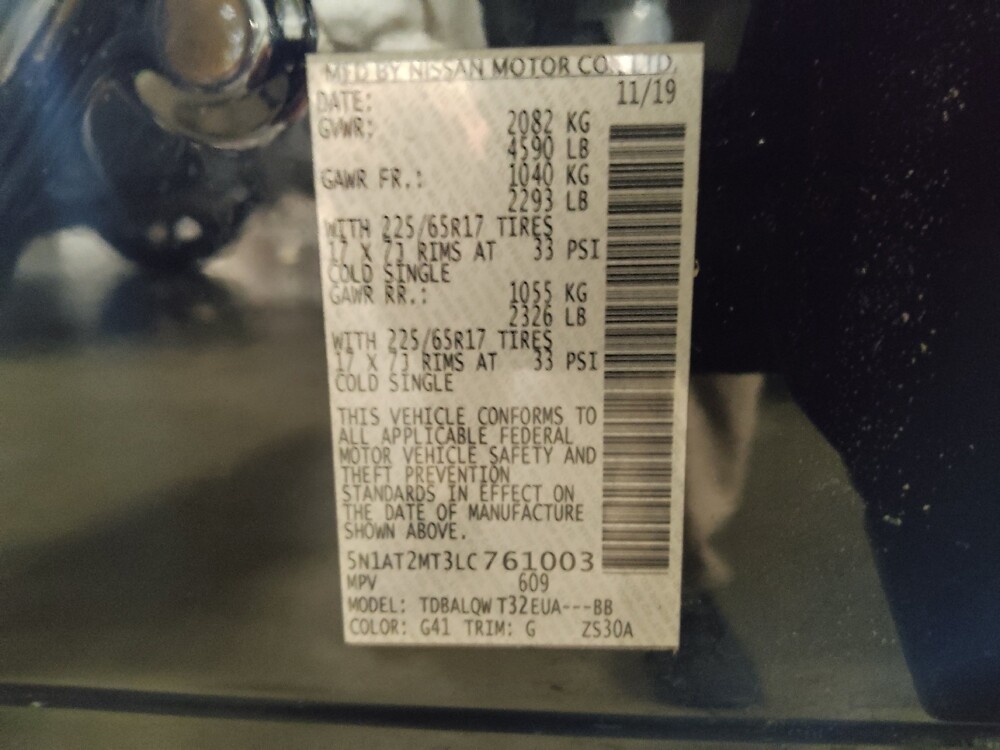 MFD BY NISSAN MOTOR CO., LTD.
DATE: 11/19
GVWR: 2082 KG
4590 LB
GAWR FR.: 1040 KG
2293 LB
WITH 225/65R17 TIRES
17 X 7J RIMS AT 33 PSI
COLD SINGLE
GAWR RR.: 1055 KG
2326 LB
WITH 225/65R17 TIRES
17 X 7J RIMS AT 33 PSI
COLD SINGLE
THIS VEHICLE CONFORMS TO
ALL APPLICABLE FEDERAL
MOTOR VEHICLE SAFETY AND
THEFT PREVENTION
STANDARDS IN EFFECT ON
THE DATE OF MANUFACTURE
SHOWN ABOVE.
5N1AT2MT3LC761003
MPV 609
MODEL: TDBALQW T32EUA---BB
COLOR: G41 TRIM: G ZS30A